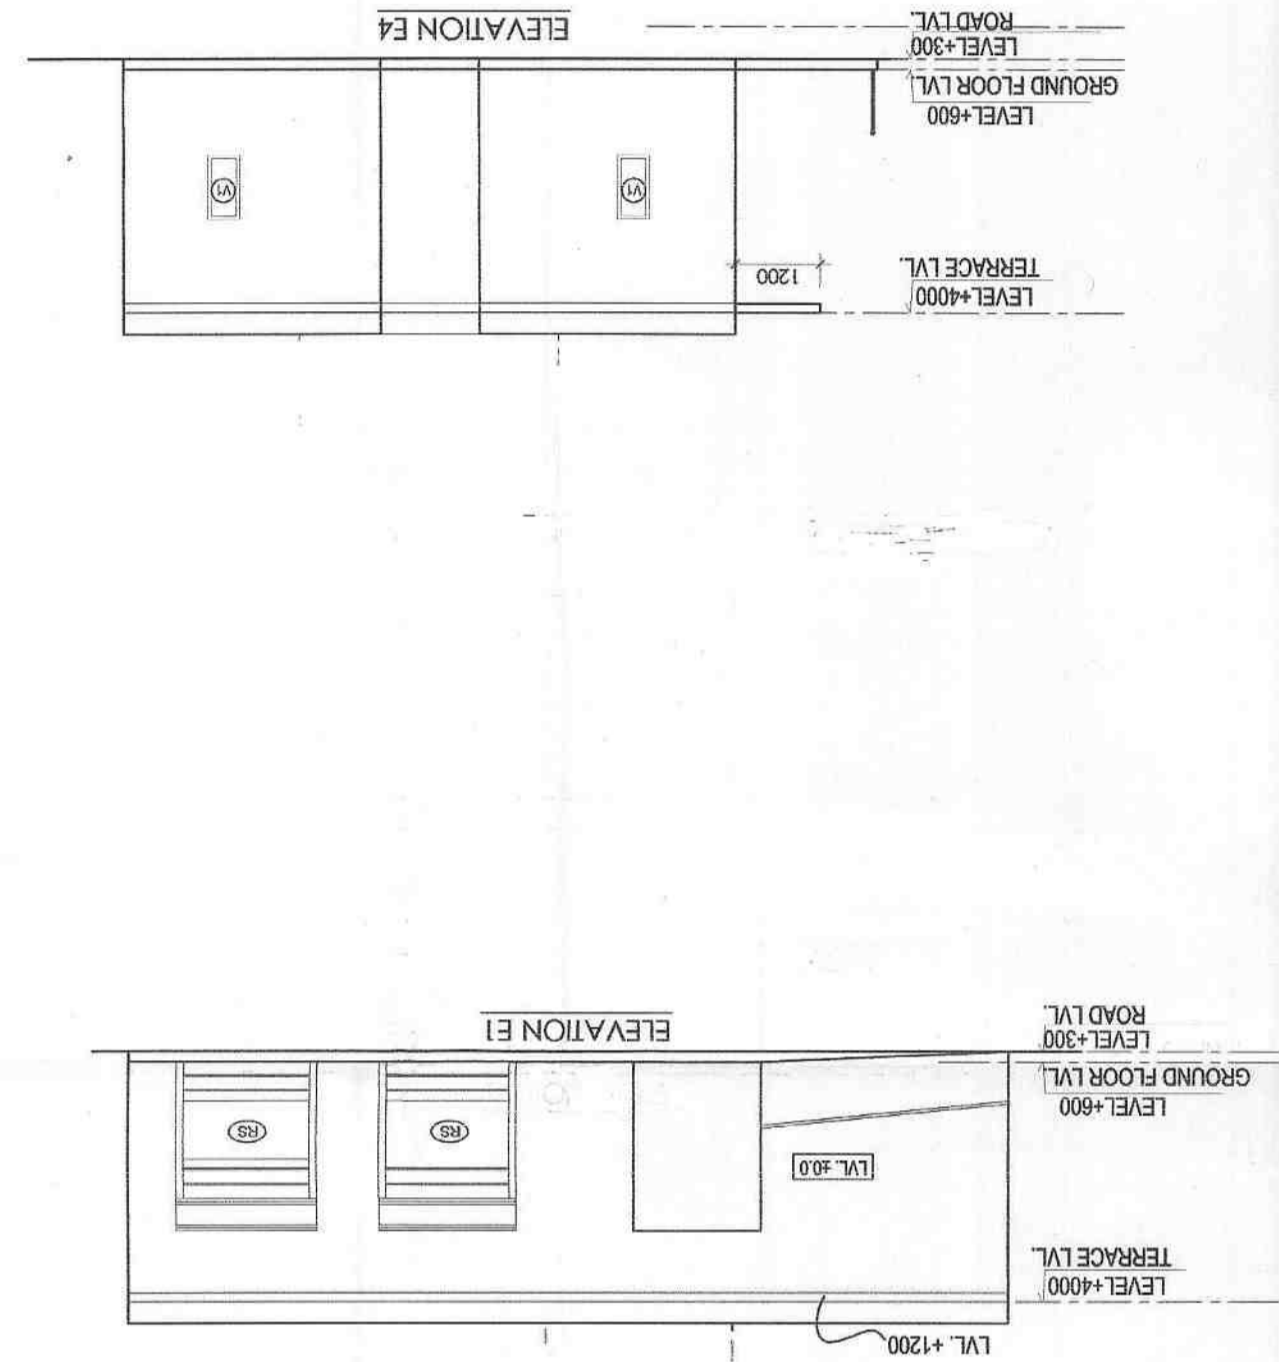 LVL. +1200
LEVEL+4000
TERRACE LVL.
LVL. ±0.0
RS
RS
LEVEL+600
GROUND FLOOR LVL
LEVEL+300
ROAD LVL.
ELEVATION E1
LEVEL+4000
TERRACE LVL.
1200
V1
V1
LEVEL+600
GROUND FLOOR LVL.
LEVEL+300
ROAD LVL.
ELEVATION E4